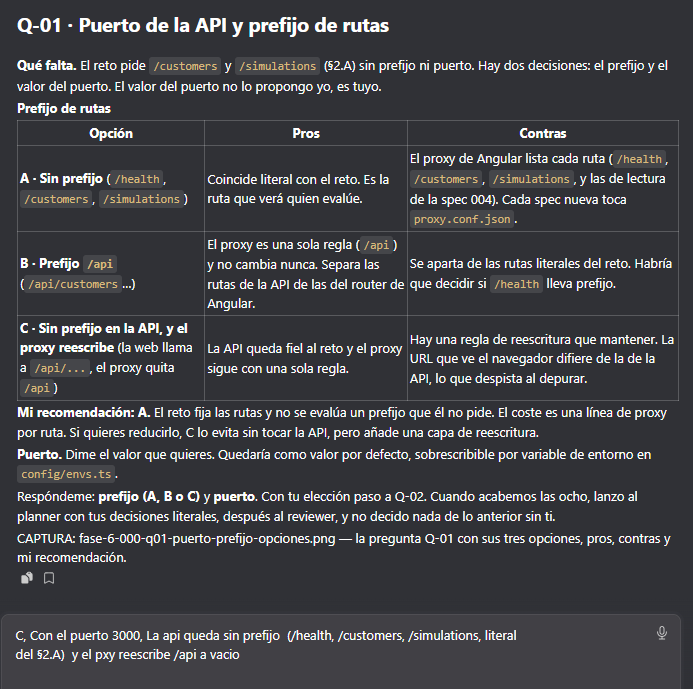 Q-01 · Puerto de la API y prefijo de rutas
Qué falta. El reto pide /customers y /simulations (§2.A) sin prefijo ni puerto. Hay dos decisiones: el prefijo y el
valor del puerto. El valor del puerto no lo propongo yo, es tuyo.
Prefijo de rutas
Opción Pros Contras
A · Sin prefijo (/health,
/customers, /simulations)
Coincide literal con el reto. Es la
ruta que verá quien evalúe.
El proxy de Angular lista cada ruta (/health,
/customers, /simulations, y las de lectura
de la spec 004). Cada spec nueva toca
proxy.conf.json.
B · Prefijo /api
(/api/customers…)
El proxy es una sola regla (/api)
y no cambia nunca. Separa las
rutas de la API de las del router de
Angular.
Se aparta de las rutas literales del reto. Habría
que decidir si /health lleva prefijo.
C · Sin prefijo en la API, y el
proxy reescribe (la web llama
a /api/..., el proxy quita
/api)
La API queda fiel al reto y el proxy
sigue con una sola regla.
Hay una regla de reescritura que mantener. La
URL que ve el navegador difiere de la de la
API, lo que despista al depurar.
Mi recomendación: A. El reto fija las rutas y no se evalúa un prefijo que él no pide. El coste es una línea de proxy
por ruta. Si quieres reducirlo, C lo evita sin tocar la API, pero añade una capa de reescritura.
Puerto. Dime el valor que quieres. Quedaría como valor por defecto, sobrescribible por variable de entorno en
config/envs.ts.
Respóndeme: prefijo (A, B o C) y puerto. Con tu elección paso a Q-02. Cuando acabemos las ocho, lanzo al
planner con tus decisiones literales, después al reviewer, y no decido nada de lo anterior sin ti.
CAPTURA: fase-6-000-q01-puerto-prefijo-opciones.png — la pregunta Q-01 con sus tres opciones, pros, contras y
mi recomendación.
C, Con el puerto 3000, La api queda sin prefijo (/health, /customers, /simulations, literal
del §2.A) y el pxy reescribe /api a vacio